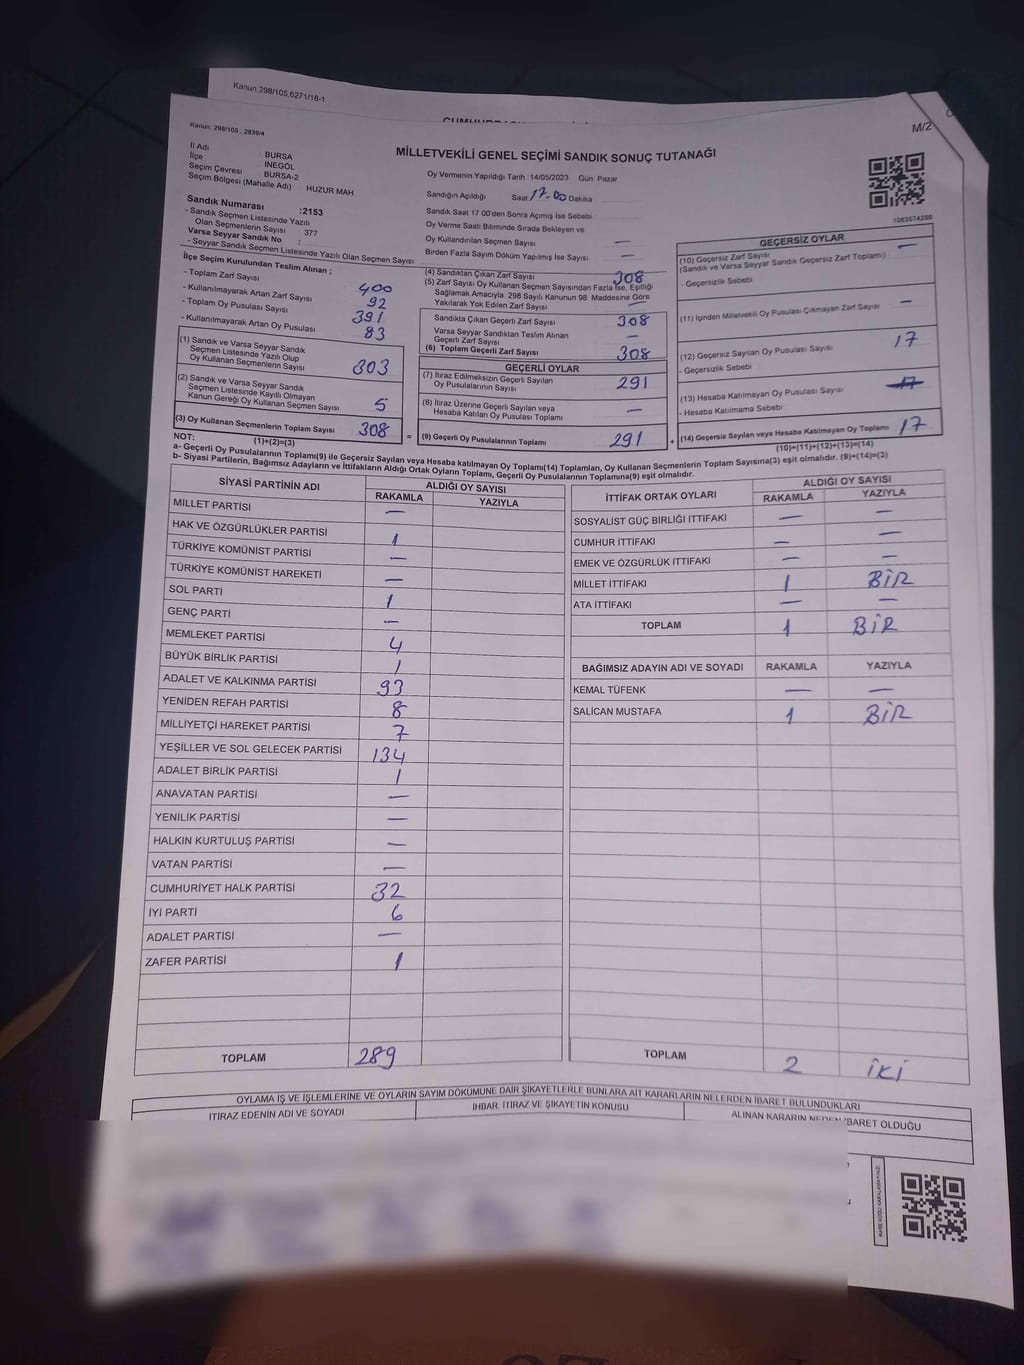 Kanun,298/105,6271/18-1
Kanun: 298/105 , 2839/4
M/2
MİLLETVEKİLİ GENEL SEÇİMİ SANDIK SONUÇ TUTANAĞI
1083574298
İl Adı : BURSA
İlçe : İNEGÖL
Seçim Çevresi : BURSA-2
Seçim Bölgesi (Mahalle Adı) HUZUR MAH
Sandık Numarası :2153
- Sandık Seçmen Listesinde Yazılı
Olan Seçmenlerin Sayısı : 377
Varsa Seyyar Sandık No :
- Seyyar Sandık Seçmen Listesinde Yazılı Olan Seçmen Sayısı
Oy Vermenin Yapıldığı Tarih :14/05/2023 Gün: Pazar
Sandığın Açıldığı Saat 17.00 Dakika
Sandık Saat 17:00'den Sonra Açımış İse Sebebi
Oy Verme Saati Bitiminde Sırada Bekleyen ve
Oy Kullandırılan Seçmen Sayısı —
Birden Fazla Sayım Döküm Yapılmış İse Sayısı —
İlçe Seçim Kurulundan Teslim Alınan ;
- Toplam Zarf Sayısı 400
- Kullanılmayarak Artan Zarf Sayısı 92
- Toplam Oy Pusulası Sayısı 391
- Kullanılmayarak Artan Oy Pusulası 83
(1) Sandık ve Varsa Seyyar Sandık
Seçmen Listesinde Yazılı Olup
Oy Kullanan Seçmenlerin Sayısı 303
(2) Sandık ve Varsa Seyyar Sandık
Seçmen Listesinde Kayıtlı Olmayan
Kanun Gereği Oy Kullanan Seçmen Sayısı 5
(3) Oy Kullanan Seçmenlerin Toplam Sayısı 308
(1)+(2)=(3)
(4) Sandıktan Çıkan Zarf Sayısı 308
(5) Zarf Sayısı Oy Kullanan Seçmen Sayısından Fazla İse, Eşitliği
Sağlamak Amacıyla, 298 Sayılı Kanunun 98. Maddesine Göre
Yakılarak Yok Edilen Zarf Sayısı —
Sandıkta Çıkan Geçerli Zarf Sayısı 308
Varsa Seyyar Sandıktan Teslim Alınan
Geçerli Zarf Sayısı —
(6) Toplam Geçerli Zarf Sayısı 308
GEÇERLİ OYLAR
(7) İtiraz Edilmeksizin Geçerli Sayılan
Oy Pusulalarının Sayısı 291
(8) İtiraz Üzerine Geçerli Sayılan veya
Hesaba Katılan Oy Pusulası Toplamı —
= (9) Geçerli Oy Pusulalarının Toplamı 291 +
GEÇERSİZ OYLAR
(10) Geçersiz Zarf Sayısı —
(Sandık ve Varsa Seyyar Sandık Geçersiz Zarf Toplamı)
- Geçersizlik Sebebi
(11) İçinden Milletvekili Oy Pusulası Çıkmayan Zarf Sayısı —
(12) Geçersiz Sayılan Oy Pusulası Sayısı 17
- Geçersizlik Sebebi
(13) Hesaba Katılmayan Oy Pusulası Sayısı 17
- Hesaba Katılmama Sebebi
(14) Geçersiz Sayılan veya Hesaba Katılmayan Oy Toplamı 17
(10)+(11)+(12)+(13)=(14)
NOT:
a- Geçerli Oy Pusulalarının Toplamı(9) ile Geçersiz Sayılan veya Hesaba katılmayan Oy Toplamı(14) Toplamları, Oy Kullanan Seçmenlerin Toplam Sayısına(3) eşit olmalıdır. (9)+(14)=(3)
b- Siyasi Partilerin, Bağımsız Adayların ve İttifakların Aldığı Ortak Oyların Toplamı, Geçerli Oy Pusulalarının Toplamına(9) eşit olmalıdır.
SİYASİ PARTİNİN ADI ALDIĞI OY SAYISI
RAKAMLA YAZIYLA
MİLLET PARTİSİ —
HAK VE ÖZGÜRLÜKLER PARTİSİ 1
TÜRKİYE KOMÜNİST PARTİSİ —
TÜRKİYE KOMÜNİST HAREKETİ —
SOL PARTİ 1
GENÇ PARTİ —
MEMLEKET PARTİSİ 4
BÜYÜK BİRLİK PARTİSİ 1
ADALET VE KALKINMA PARTİSİ 93
YENİDEN REFAH PARTİSİ 8
MİLLİYETÇİ HAREKET PARTİSİ 7
YEŞİLLER VE SOL GELECEK PARTİSİ 134
ADALET BİRLİK PARTİSİ 1
ANAVATAN PARTİSİ —
YENİLİK PARTİSİ —
HALKIN KURTULUŞ PARTİSİ —
VATAN PARTİSİ —
CUMHURİYET HALK PARTİSİ 32
İYİ PARTİ 6
ADALET PARTİSİ —
ZAFER PARTİSİ 1
TOPLAM 289
İTTİFAK ORTAK OYLARI ALDIĞI OY SAYISI
RAKAMLA YAZIYLA
SOSYALİST GÜÇ BİRLİĞİ İTTİFAKI — —
CUMHUR İTTİFAKI — —
EMEK VE ÖZGÜRLÜK İTTİFAKI — —
MİLLET İTTİFAKI 1 BİR
ATA İTTİFAKI — —
TOPLAM 1 BİR
BAĞIMSIZ ADAYIN ADI VE SOYADI RAKAMLA YAZIYLA
KEMAL TÜFENK — —
SALİCAN MUSTAFA 1 BİR
TOPLAM 2 İKİ
OYLAMA İŞ VE İŞLEMLERİNE VE OYLARIN SAYIM DÖKÜMÜNE DAİR ŞİKAYETLERLE BUNLARA AİT KARARLARIN NELERDEN İBARET BULUNDUKLARI
İTİRAZ EDENİN ADI VE SOYADI
İHBAR, İTİRAZ VE ŞİKAYETİN KONUSU
ALINAN KARARIN NEDEN İBARET OLDUĞU
KARE KODU KARALAMAYINIZ!